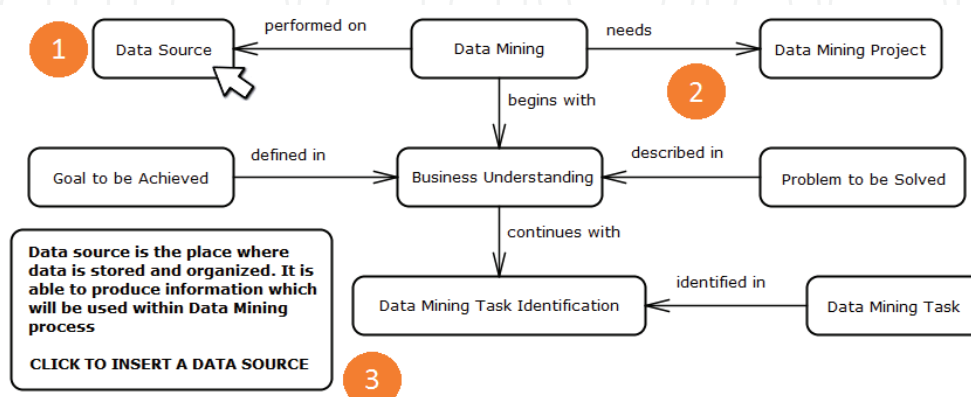 1
Data Source
performed on
Data Mining
needs
Data Mining Project
2
begins with
Goal to be Achieved
defined in
Business Understanding
described in
Problem to be Solved
continues with
Data source is the place where
data is stored and organized. It is
able to produce information which
will be used within Data Mining
process
CLICK TO INSERT A DATA SOURCE
Data Mining Task Identification
identified in
Data Mining Task
3